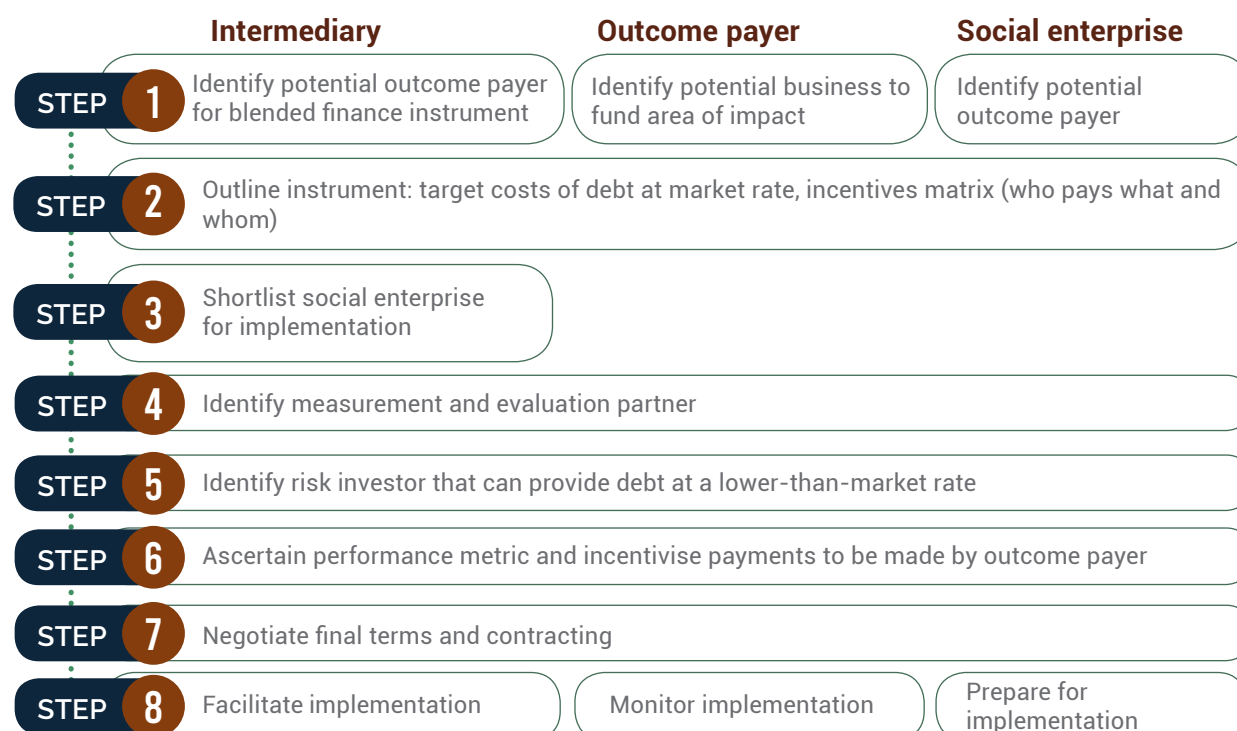 Intermediary
Outcome payer
Social enterprise
STEP 1
Identify potential outcome payer
for blended finance instrument
Identify potential business to
fund area of impact
Identify potential
outcome payer
STEP 2
Outline instrument: target costs of debt at market rate, incentives matrix (who pays what and
whom)
STEP 3
Shortlist social enterprise
for implementation
STEP 4
Identify measurement and evaluation partner
STEP 5
Identify risk investor that can provide debt at a lower-than-market rate
STEP 6
Ascertain performance metric and incentivise payments to be made by outcome payer
STEP 7
Negotiate final terms and contracting
STEP 8
Facilitate implementation
Monitor implementation
Prepare for
implementation